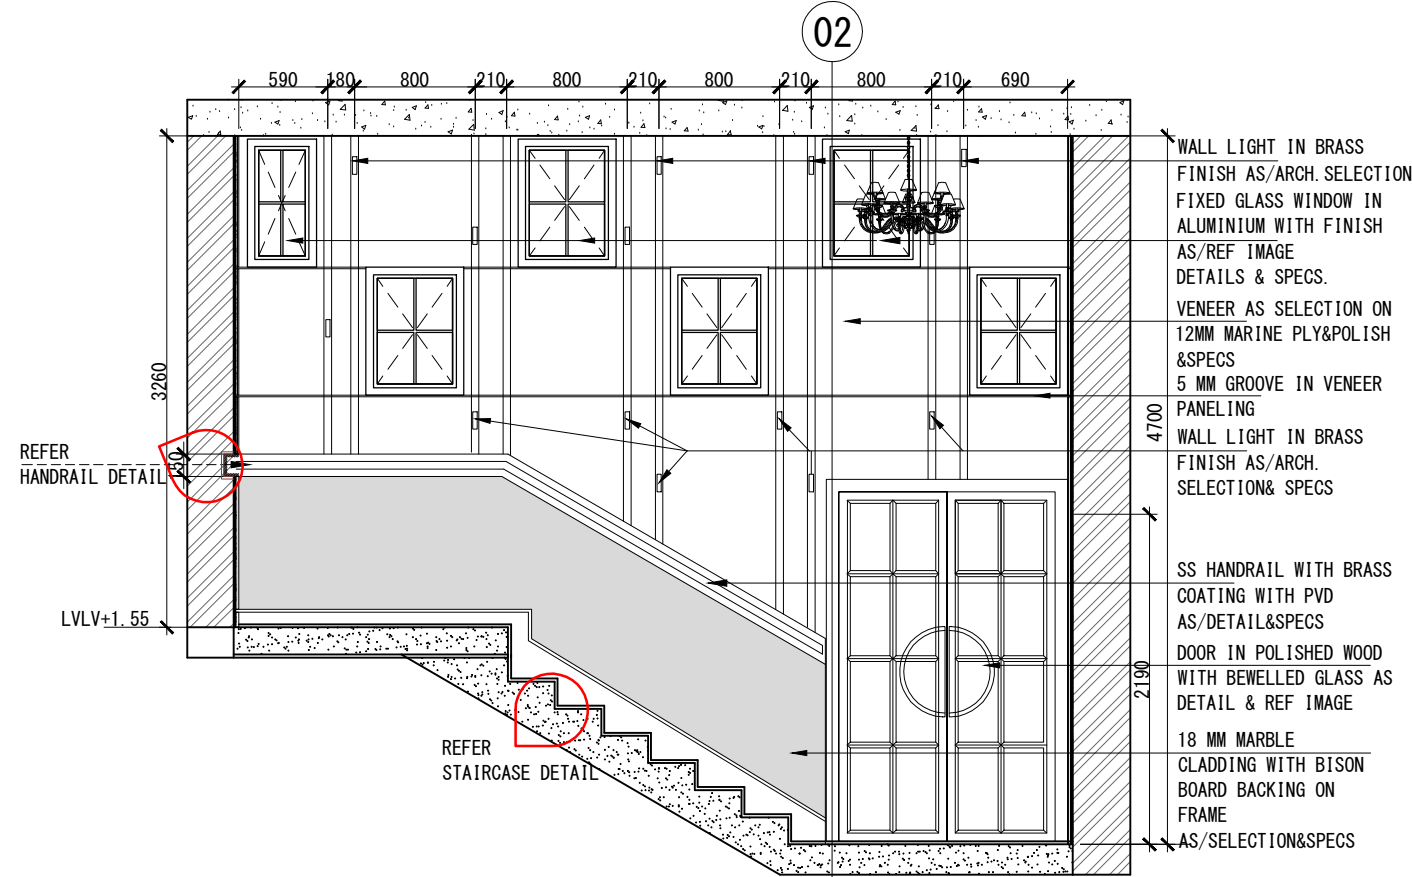 02
590 180 800 210 800 210 800 210 800 210 690
WALL LIGHT IN BRASS
FINISH AS/ARCH. SELECTION
FIXED GLASS WINDOW IN
ALUMINIUM WITH FINISH
AS/REF IMAGE
DETAILS & SPECS.
VENEER AS SELECTION ON
12MM MARINE PLY&POLISH
&SPECS
5 MM GROOVE IN VENEER
PANELING
WALL LIGHT IN BRASS
FINISH AS/ARCH.
SELECTION& SPECS
SS HANDRAIL WITH BRASS
COATING WITH PVD
AS/DETAIL&SPECS
DOOR IN POLISHED WOOD
WITH BEWELLED GLASS AS
DETAIL & REF IMAGE
18 MM MARBLE
CLADDING WITH BISON
BOARD BACKING ON
FRAME
AS/SELECTION&SPECS
3260
4700
2190
REFER
HANDRAIL DETAIL
LVLV+1.55
REFER
STAIRCASE DETAIL